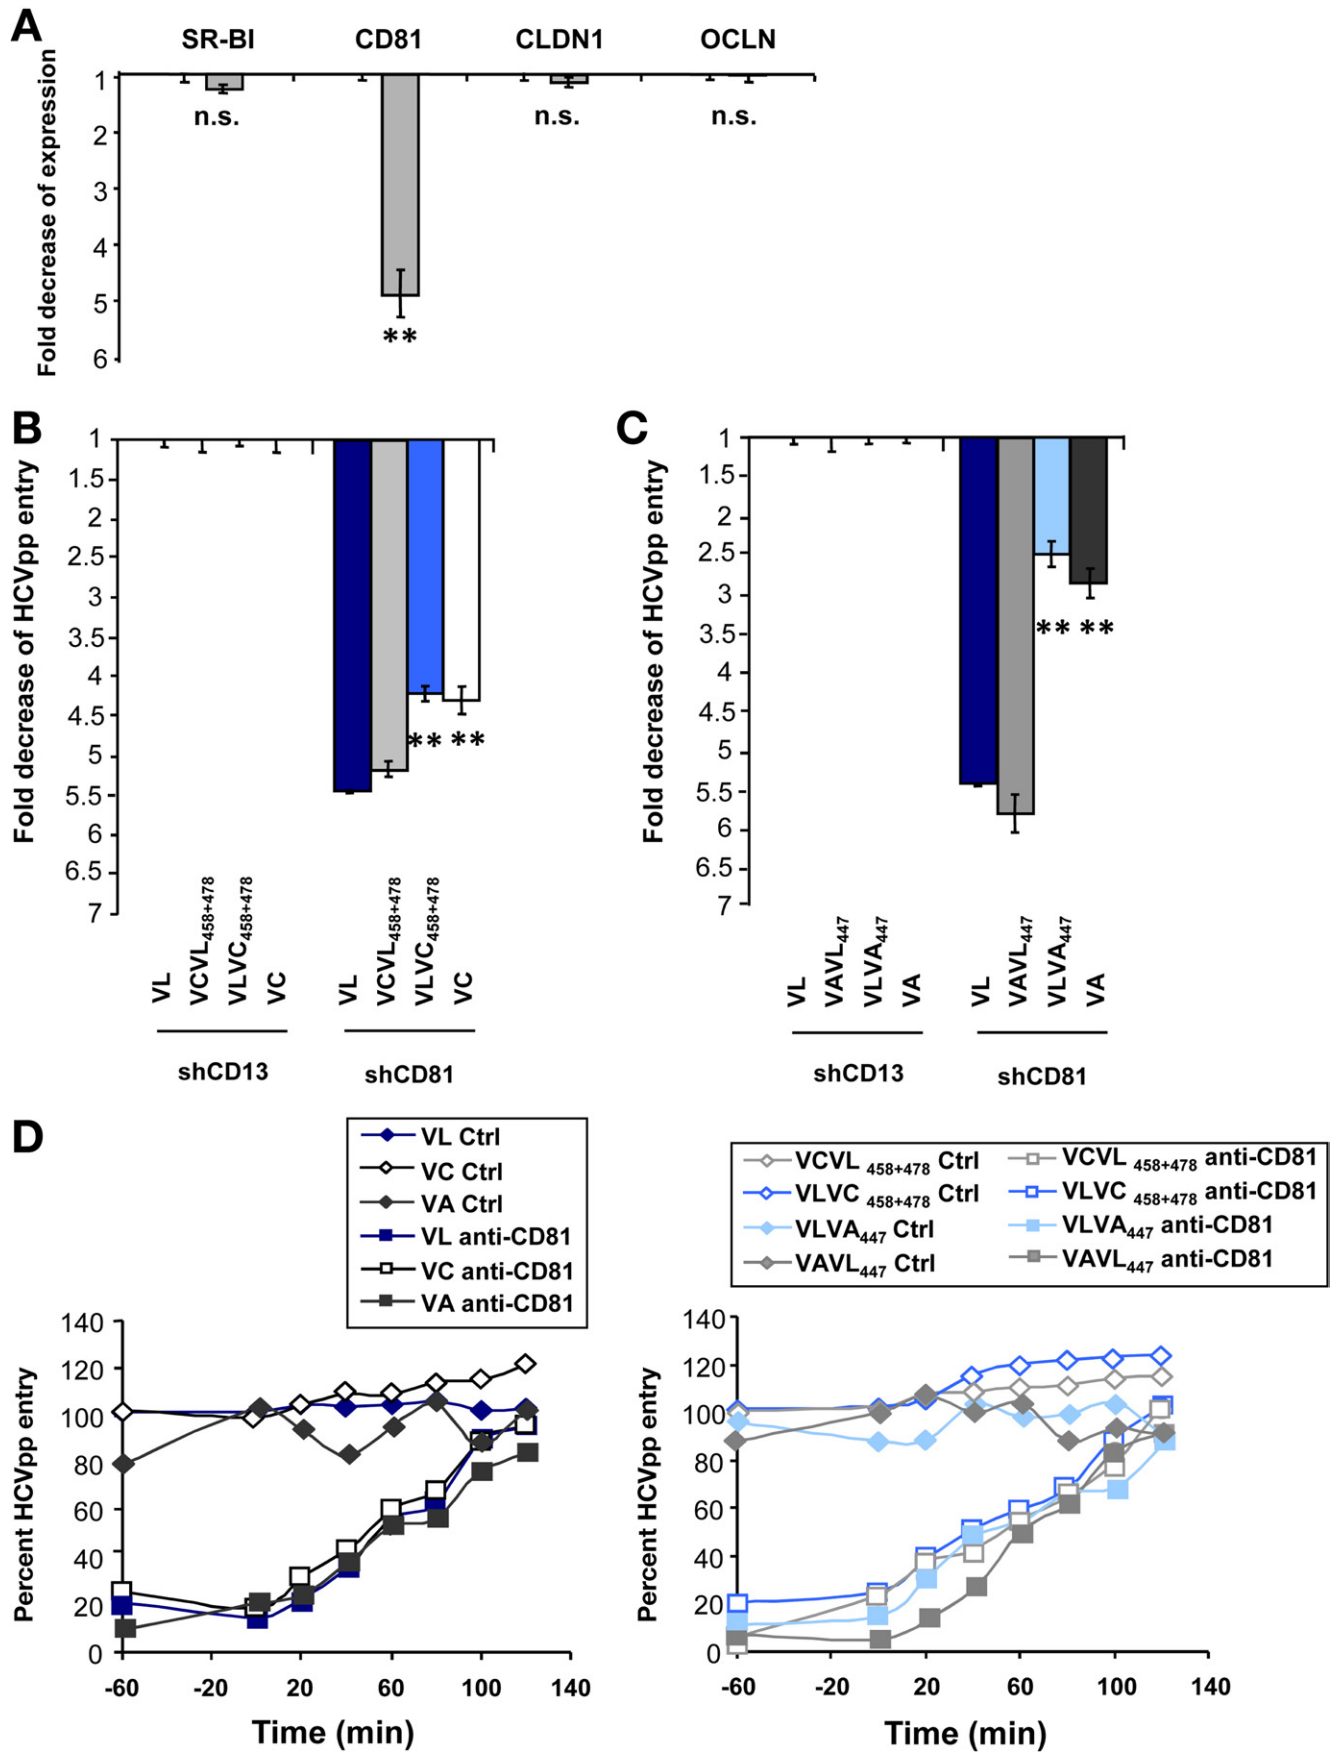 A
SR-BI CD81 CLDN1 OCLN
Fold decrease of expression
1
2
3
4
5
6
n.s.
**
n.s.
n.s.
B
Fold decrease of HCVpp entry
1
1.5
2
2.5
3
3.5
4
4.5
5
5.5
6
6.5
7
** **
VL VCVL458+478 VLVC458+478 VC VL VCVL458+478 VLVC458+478 VC
shCD13 shCD81
C
Fold decrease of HCVpp entry
1
1.5
2
2.5
3
3.5
4
4.5
5
5.5
6
6.5
7
** **
VL VAVL447 VLVA447 VA VL VAVL447 VLVA447 VA
shCD13 shCD81
D
VL Ctrl
VC Ctrl
VA Ctrl
VL anti-CD81
VC anti-CD81
VA anti-CD81
Percent HCVpp entry
140
120
100
80
60
40
20
0
-60 -20 20 60 100 140
Time (min)
VCVL 458+478 Ctrl VCVL 458+478 anti-CD81
VLVC 458+478 Ctrl VLVC 458+478 anti-CD81
VLVA447 Ctrl VLVA447 anti-CD81
VAVL447 Ctrl VAVL447 anti-CD81
Percent HCVpp entry
140
120
100
80
60
40
20
0
-60 -20 20 60 100 140
Time (min)